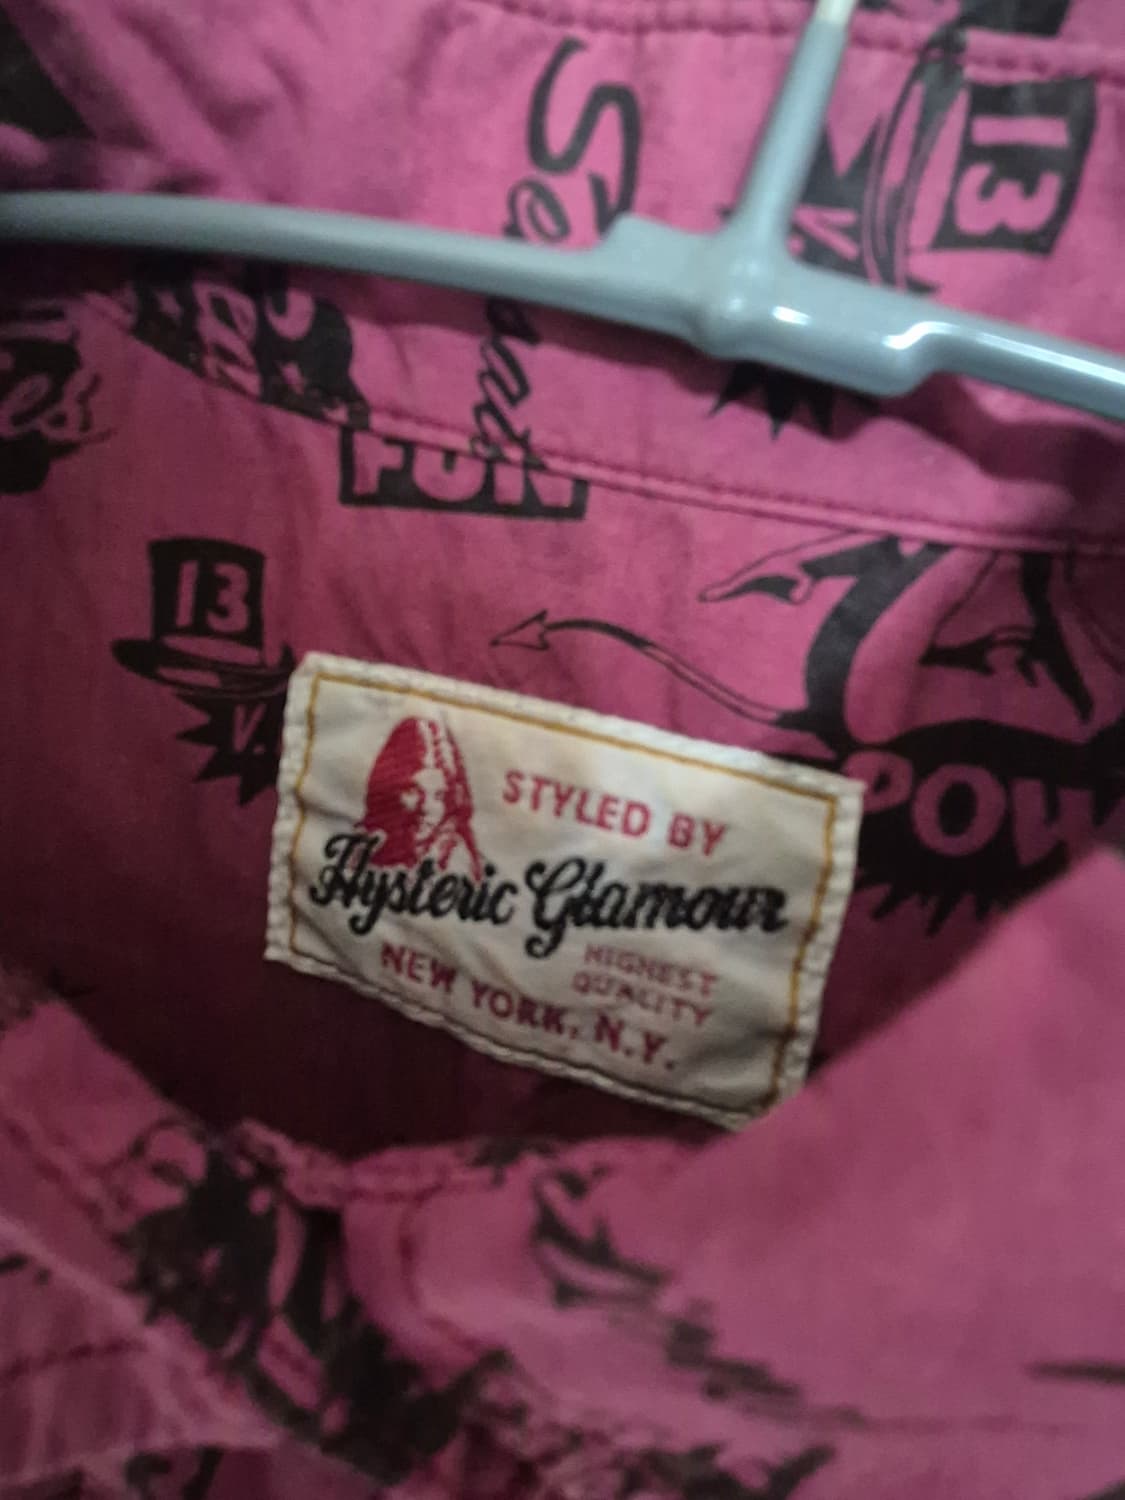 13
V.
FUN
13
V.
POW
STYLED BY
Hysteric Glamour
HIGHEST
QUALITY
NEW YORK, N.Y.